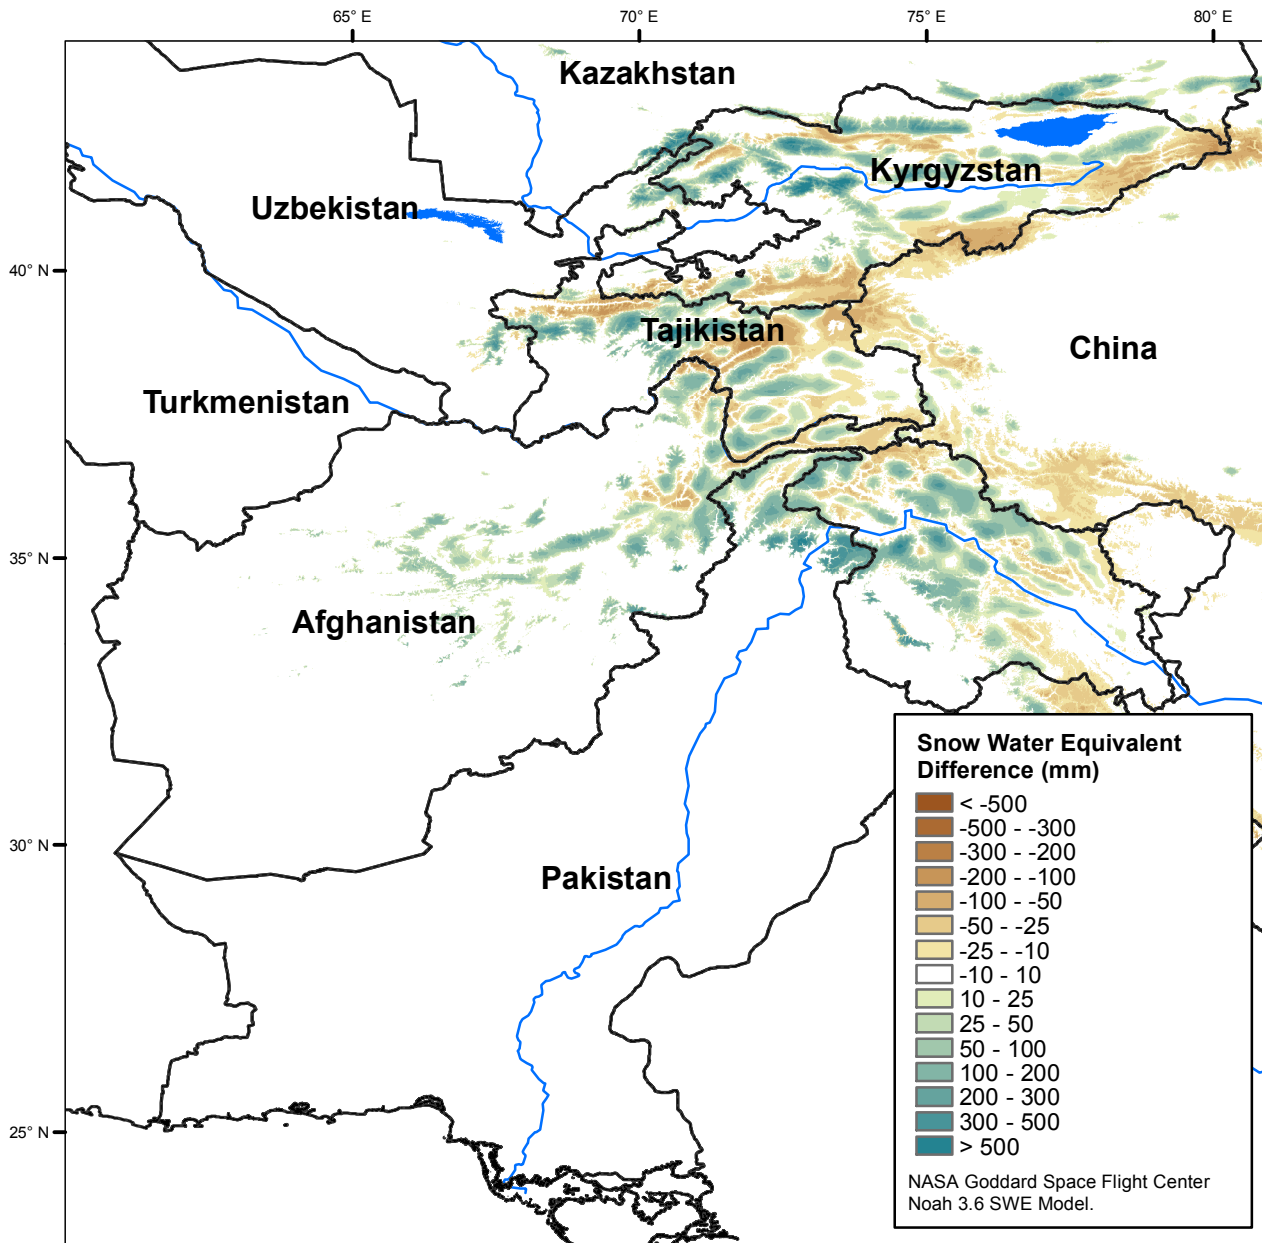 65° E 70° E 75° E 80° E
Kazakhstan
Kyrgyzstan
Uzbekistan
40° N
Tajikistan
China
Turkmenistan
35° N
Afghanistan
Snow Water Equivalent
Difference (mm)
< -500
-500 - -300
-300 - -200
-200 - -100
-100 - -50
-50 - -25
-25 - -10
-10 - 10
10 - 25
25 - 50
50 - 100
100 - 200
200 - 300
300 - 500
> 500
NASA Goddard Space Flight Center
Noah 3.6 SWE Model.
30° N
Pakistan
25° N